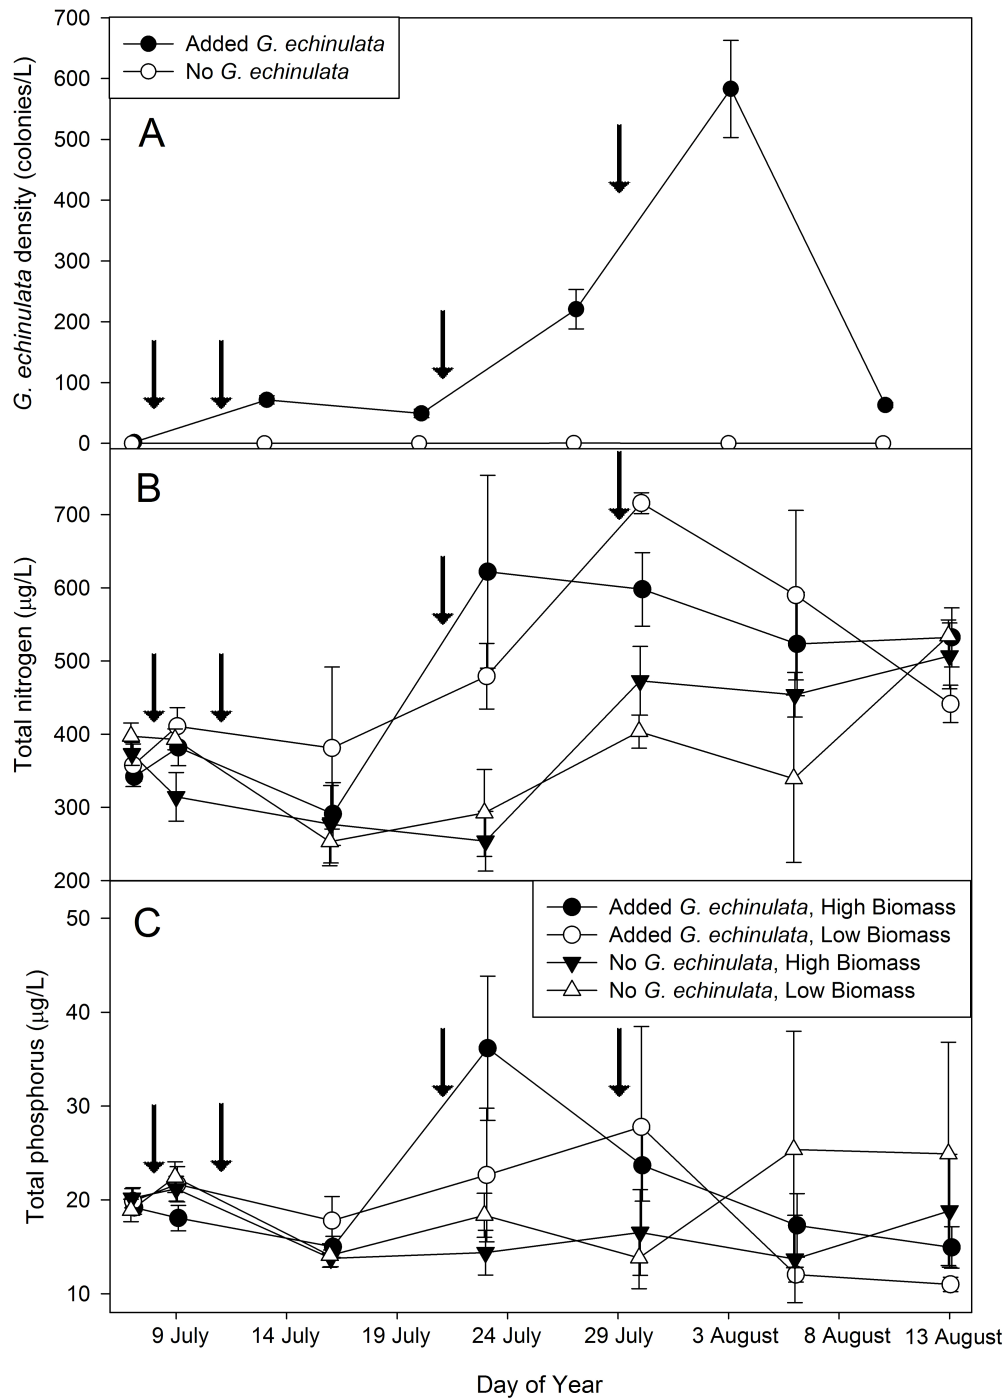 700
600
500
400
300
200
100
0
G. echinulata density (colonies/L)
Added G. echinulata
No G. echinulata
A
700
600
500
400
300
200
Total nitrogen (µg/L)
B
50
40
30
20
10
Total phosphorus (µg/L)
C
Added G. echinulata, High Biomass
Added G. echinulata, Low Biomass
No G. echinulata, High Biomass
No G. echinulata, Low Biomass
9 July 14 July 19 July 24 July 29 July 3 August 8 August 13 August
Day of Year